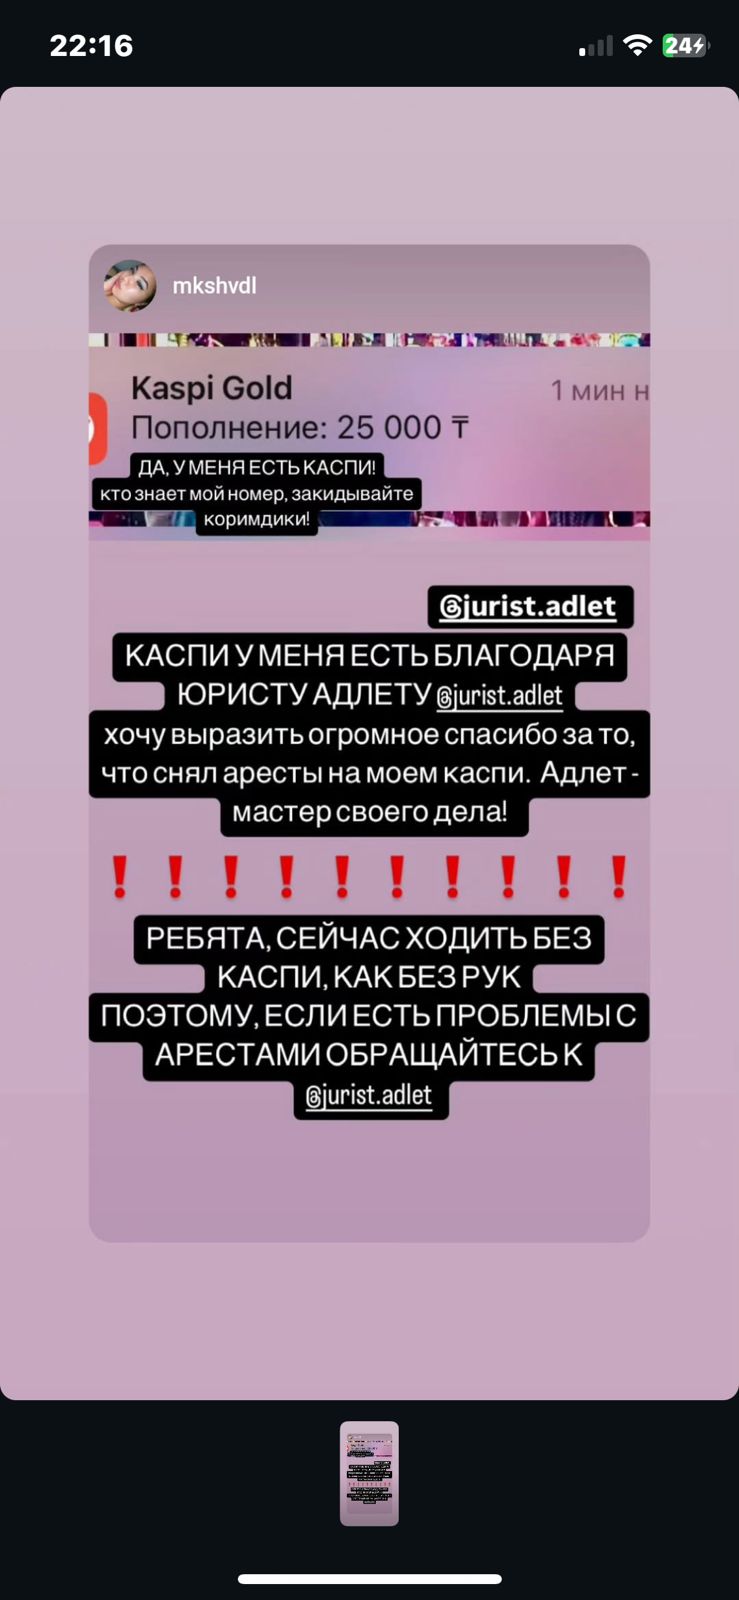 22:16
24
mkshvdl
Kaspi Gold
1 мин н
Пополнение: 25 000 ₸
ДА, У МЕНЯ ЕСТЬ КАСПИ!
кто знает мой номер, закидывайте
коримдики!
@jurist.adlet
КАСПИ У МЕНЯ ЕСТЬ БЛАГОДАРЯ
ЮРИСТУ АДЛЕТУ @jurist.adlet
хочу выразить огромное спасибо за то,
что снял аресты на моем каспи. Адлет -
мастер своего дела!
❗❗❗❗❗❗❗❗❗❗
РЕБЯТА, СЕЙЧАС ХОДИТЬ БЕЗ
КАСПИ, КАК БЕЗ РУК
ПОЭТОМУ, ЕСЛИ ЕСТЬ ПРОБЛЕМЫ С
АРЕСТАМИ ОБРАЩАЙТЕСЬ К
@jurist.adlet